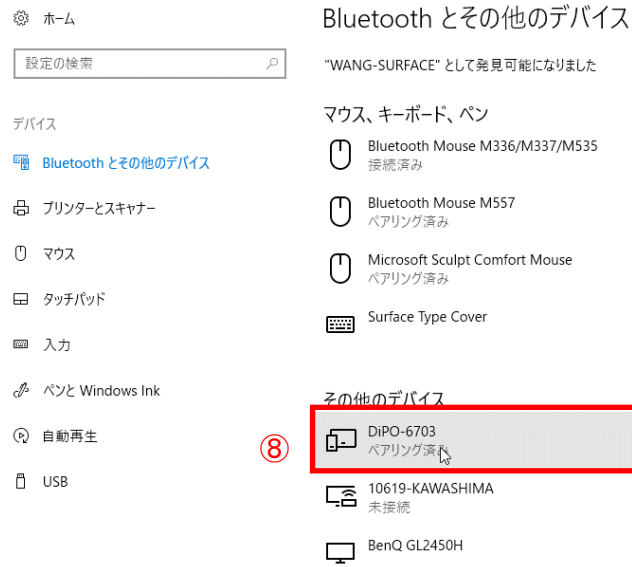 ホーム
設定の検索
デバイス
Bluetooth とその他のデバイス
プリンターとスキャナー
マウス
タッチパッド
入力
ペンと Windows Ink
自動再生
USB
Bluetooth とその他のデバイス
"WANG-SURFACE" として発見可能になりました
マウス、キーボード、ペン
Bluetooth Mouse M336/M337/M535
接続済み
Bluetooth Mouse M557
ペアリング済み
Microsoft Sculpt Comfort Mouse
ペアリング済み
Surface Type Cover
その他のデバイス
⑧
DiPO-6703
ペアリング済み
10619-KAWASHIMA
未接続
BenQ GL2450H